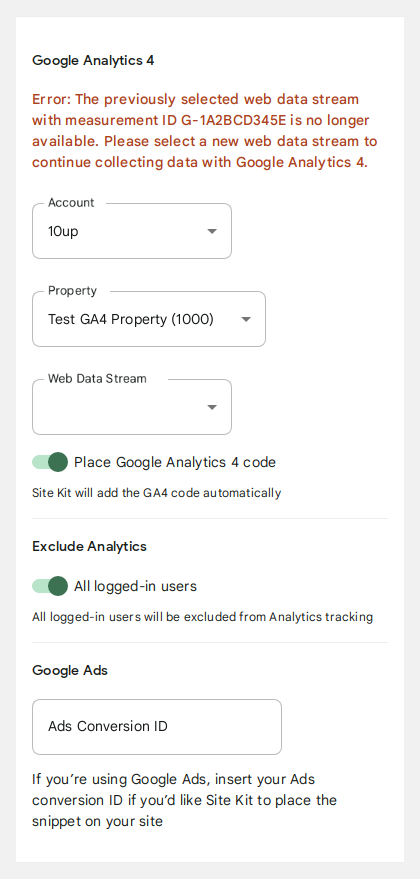 Google Analytics 4
Error: The previously selected web data stream
with measurement ID G-1A2BCD345E is no longer
available. Please select a new web data stream to
continue collecting data with Google Analytics 4.
Account
10up
Property
Test GA4 Property (1000)
Web Data Stream
Place Google Analytics 4 code
Site Kit will add the GA4 code automatically
Exclude Analytics
All logged-in users
All logged-in users will be excluded from Analytics tracking
Google Ads
Ads Conversion ID
If you’re using Google Ads, insert your Ads
conversion ID if you’d like Site Kit to place the
snippet on your site